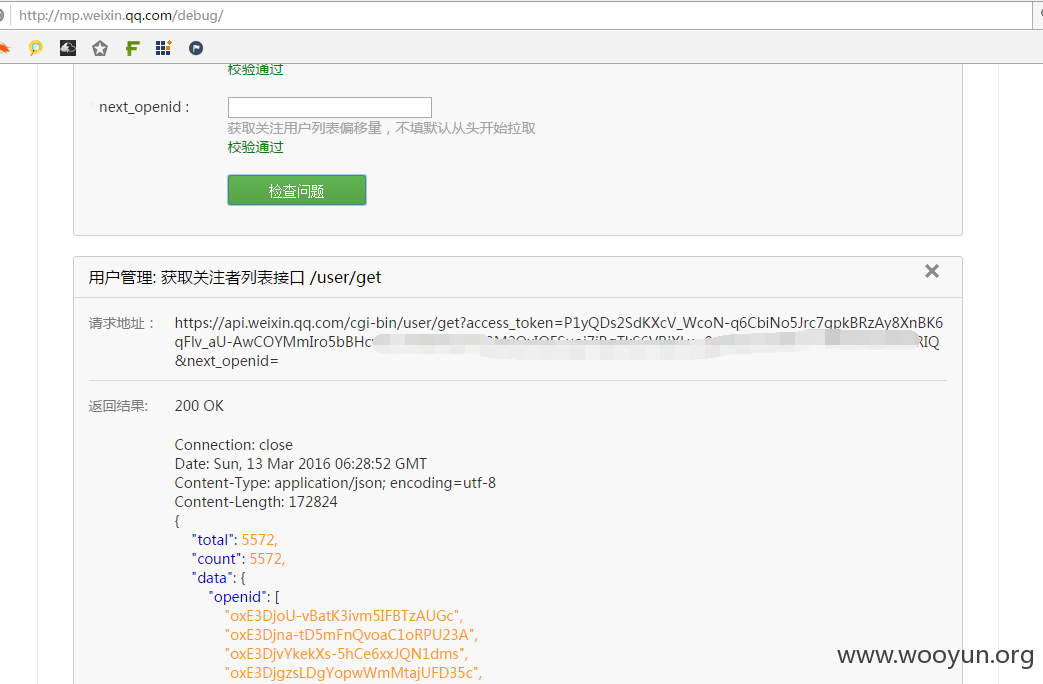 http://mp.weixin.qq.com/debug/
校验通过
next_openid :
获取关注用户列表偏移量，不填默认从头开始拉取
校验通过
检查问题
用户管理: 获取关注者列表接口 /user/get
请求地址：
https://api.weixin.qq.com/cgi-bin/user/get?access_token=P1yQDs2SdKXcV_WcoN-q6CbiNo5Jrc7qpkBRzAy8XnBK6
qFlv_aU-AwCOYMmIro5bBHc RIQ
&next_openid=
返回结果:
200 OK
Connection: close
Date: Sun, 13 Mar 2016 06:28:52 GMT
Content-Type: application/json; encoding=utf-8
Content-Length: 172824
{
"total": 5572,
"count": 5572,
"data": {
"openid": [
"oxE3DjoU-vBatK3ivm5IFBTzAUGc",
"oxE3Djna-tD5mFnQvoaC1oRPU23A",
"oxE3DjvYkekXs-5hCe6xxJQN1dms",
"oxE3DjgzsLDgYopwWmMtaJUFD35c",
www.wooyun.org